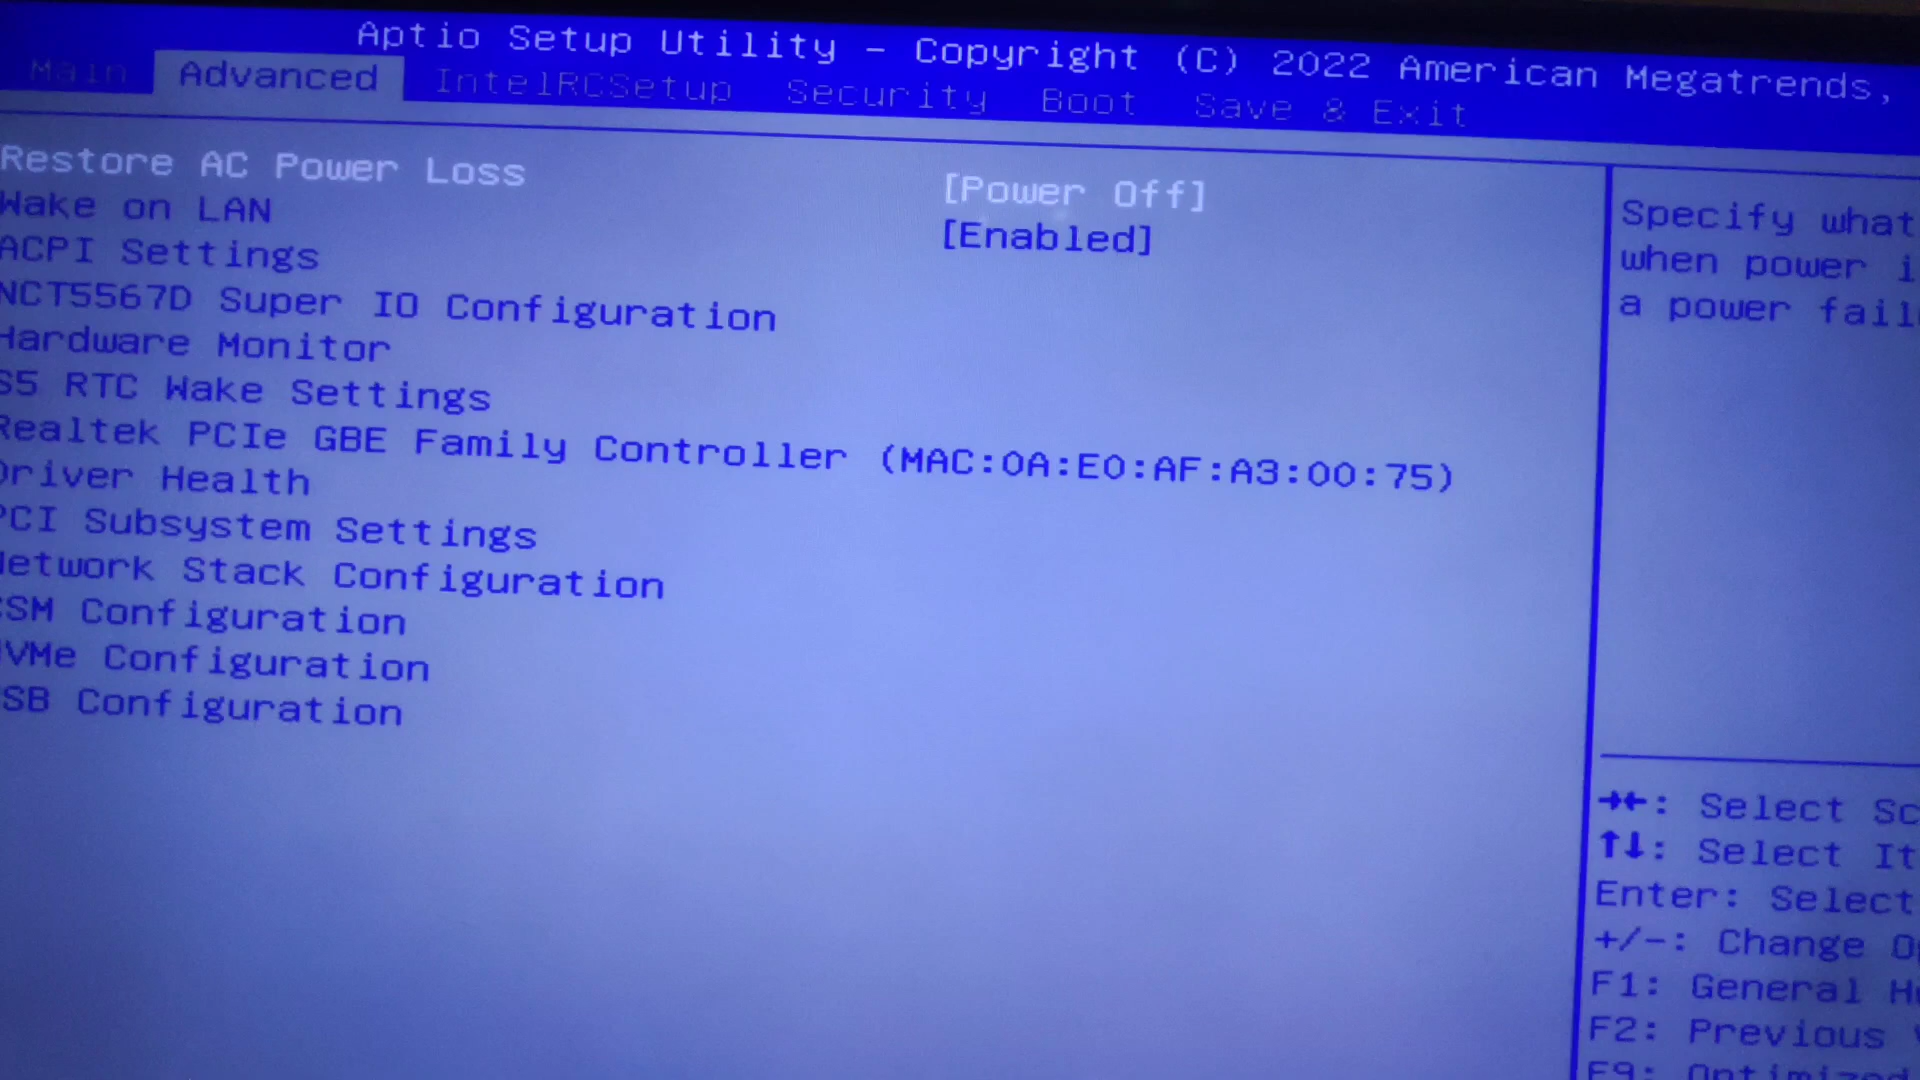 Aptio Setup Utility - Copyright (C) 2022 American Megatrends,
Main Advanced IntelRCSetup Security Boot Save & Exit
Restore AC Power Loss [Power Off]
Wake on LAN [Enabled]
ACPI Settings
NCT5567D Super IO Configuration
Hardware Monitor
S5 RTC Wake Settings
Realtek PCIe GBE Family Controller (MAC:0A:E0:AF:A3:00:75)
Driver Health
PCI Subsystem Settings
Network Stack Configuration
CSM Configuration
NVMe Configuration
USB Configuration
Specify what
when power
a power
→←: Select
↑↓: Select
Enter: Select
+/-: Change
F1: General
F2: Previous
F9: Optimized